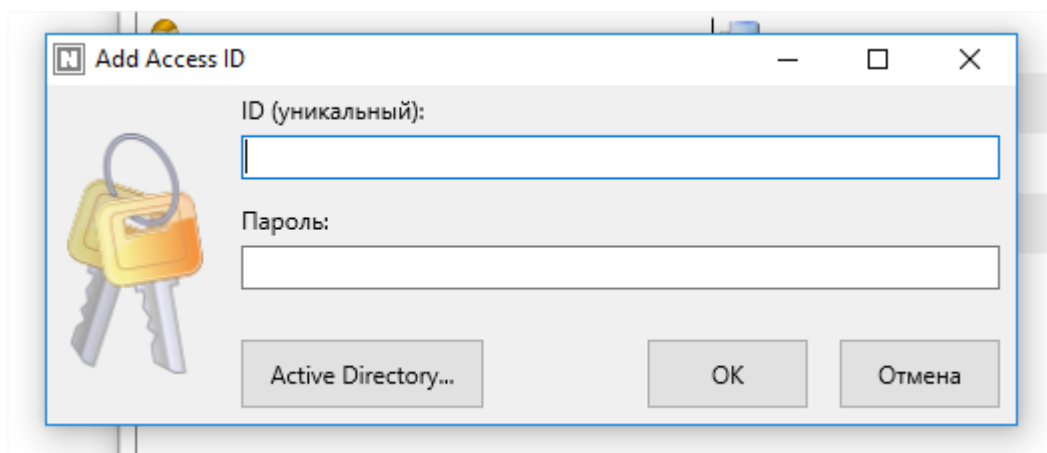 Add Access ID
ID (уникальный):
Пароль:
Active Directory... OK Отмена